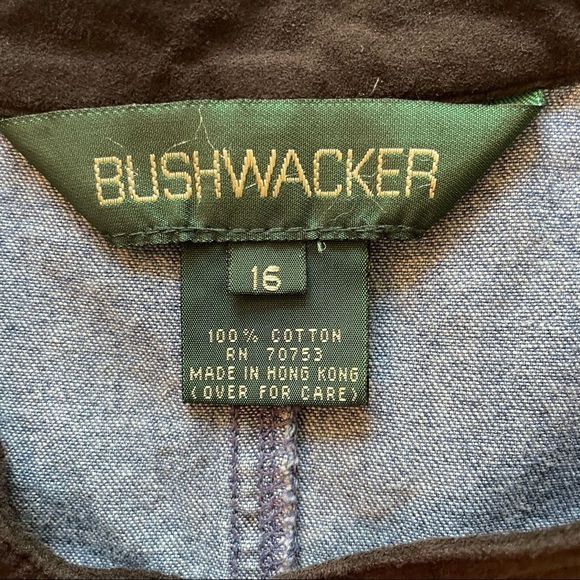 BUSHWACKER
16
100% COTTON
RN 70753
MADE IN HONG KONG
(OVER FOR CARE)